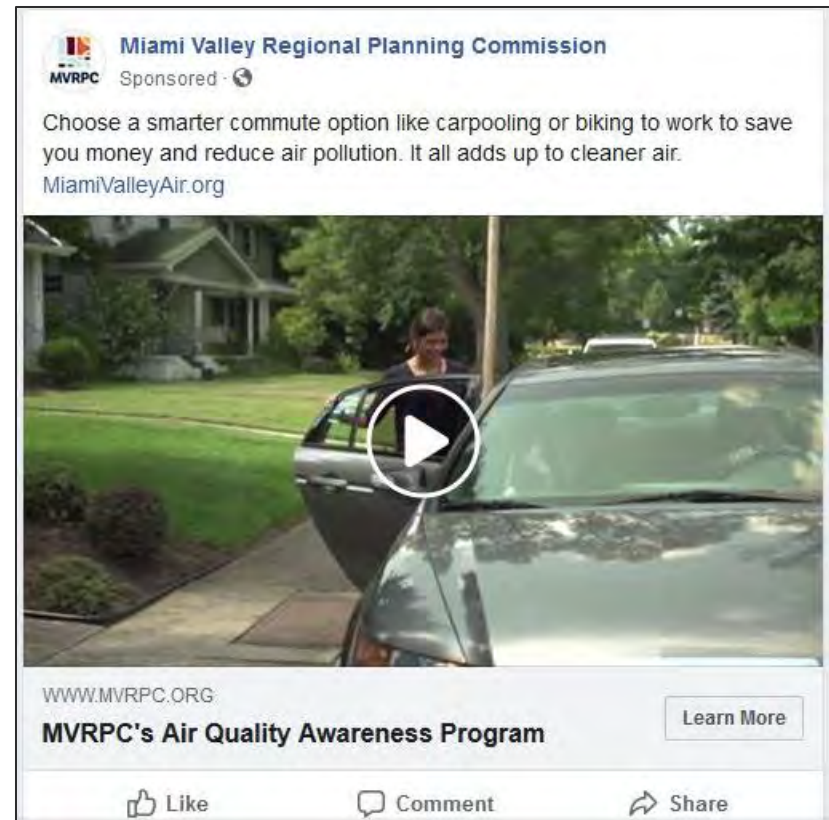 Miami Valley Regional Planning Commission
MVRPC
Sponsored ·
Choose a smarter commute option like carpooling or biking to work to save
you money and reduce air pollution. It all adds up to cleaner air.
MiamiValleyAir.org
WWW.MVRPC.ORG
MVRPC's Air Quality Awareness Program
Learn More
Like
Comment
Share